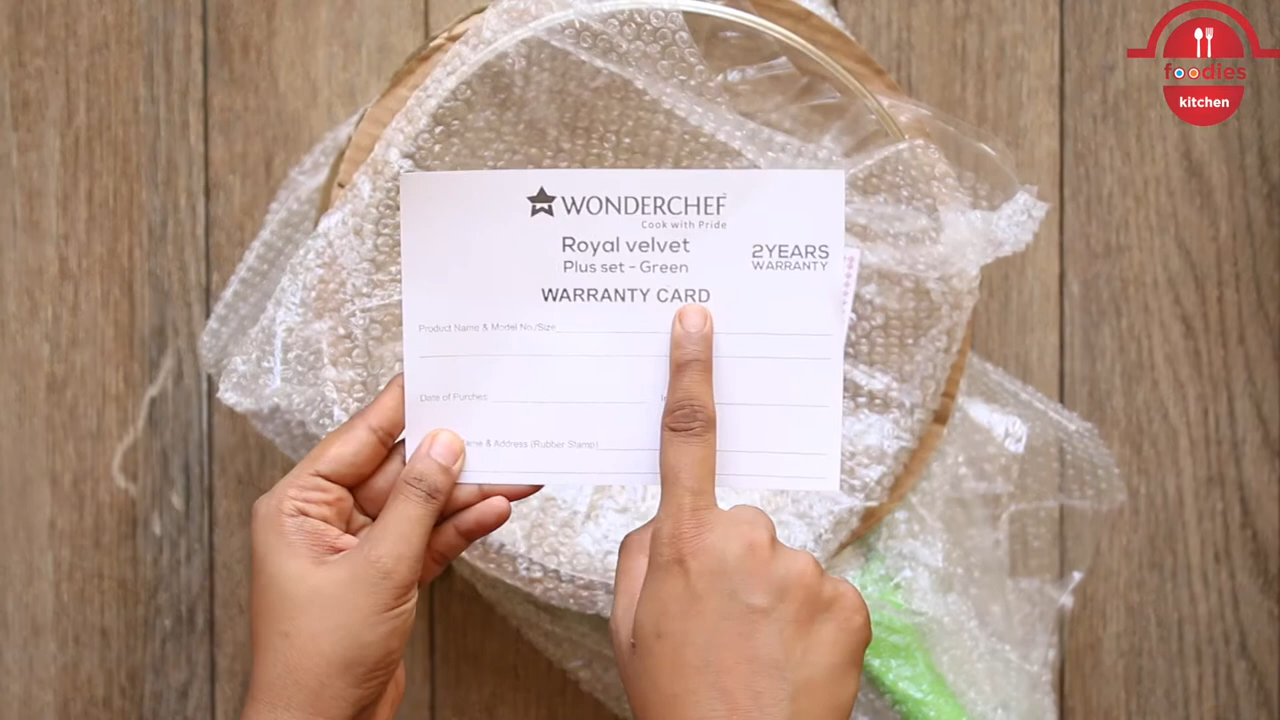 WONDERCHEF
Cook with Pride
Royal velvet
Plus set - Green
2YEARS
WARRANTY
WARRANTY CARD
Product Name & Model No./Size
Date of Purches
& Address (Rubber Stamp)
foodies
kitchen